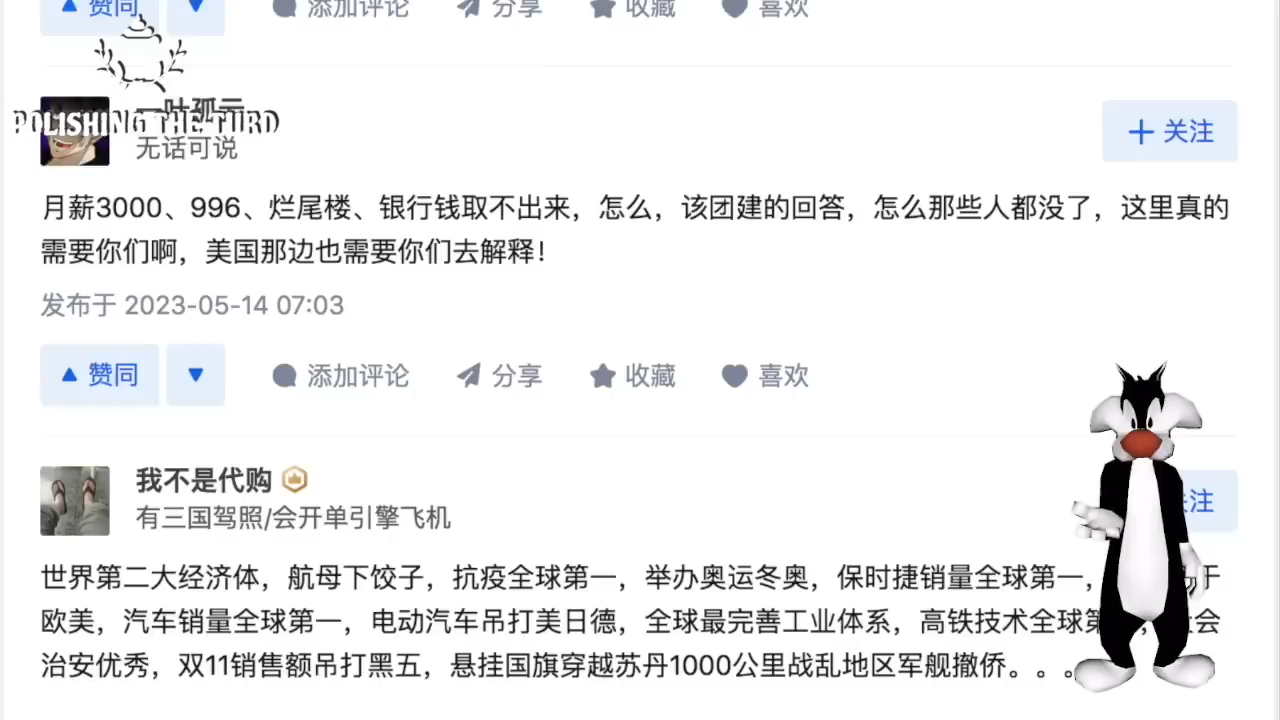 赞同
添加评论
分享
收藏
喜欢
POLISHING THE TURD
一叶孤云
无话可说
关注
月薪3000、996、烂尾楼、银行钱取不出来，怎么，该团建的回答，怎么那些人都没了，这里真的
需要你们啊，美国那边也需要你们去解释！
发布于 2023-05-14 07:03
赞同
添加评论
分享
收藏
喜欢
我不是代购
有三国驾照/会开单引擎飞机
注
世界第二大经济体，航母下饺子，抗疫全球第一，举办奥运冬奥，保时捷销量全球第一，于
欧美，汽车销量全球第一，电动汽车吊打美日德，全球最完善工业体系，高铁技术全球第，会
治安优秀，双11销售额吊打黑五，悬挂国旗穿越苏丹1000公里战乱地区军舰撤侨。。。